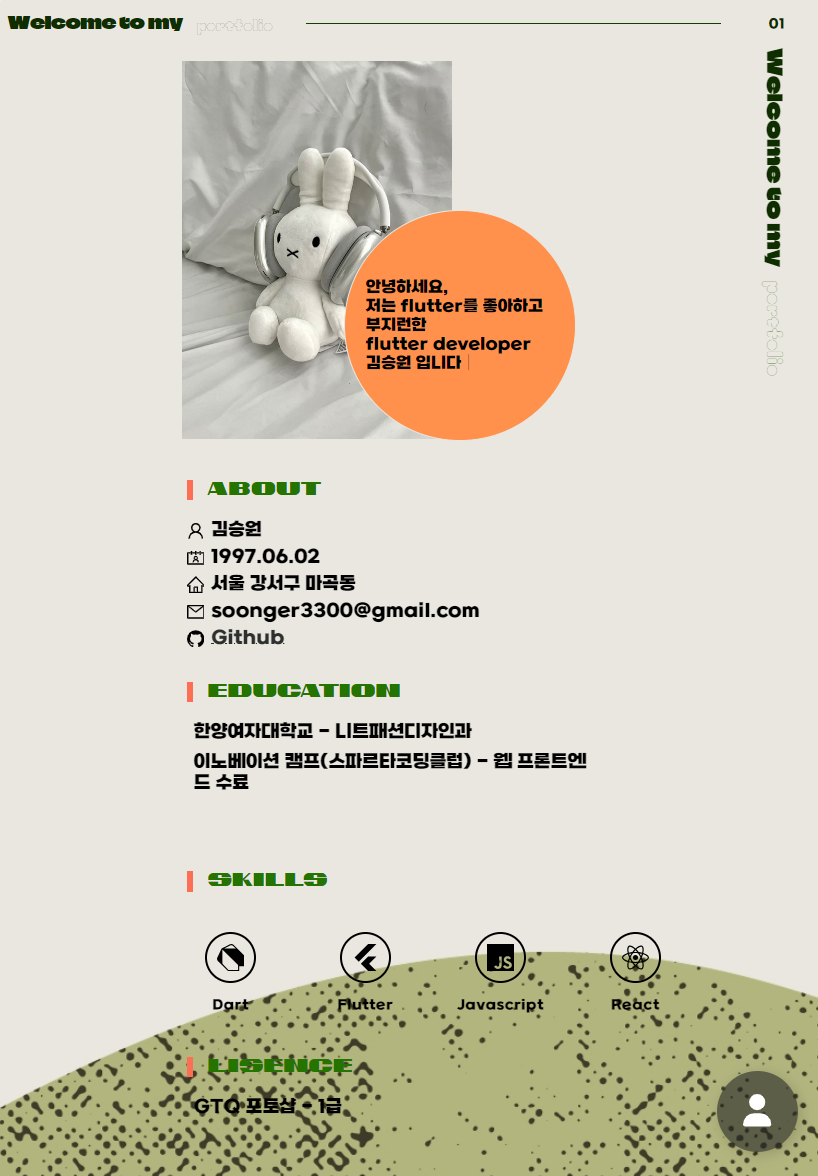 Welcome to my portfolio
01
Welcome to my portfolio
안녕하세요,
저는 flutter를 좋아하고
부지런한
flutter developer
김승원 입니다
ABOUT
김승원
1997.06.02
서울 강서구 마곡동
soonger3300@gmail.com
Github
EDUCATION
한양여자대학교 - 니트패션디자인과
이노베이션 캠프(스파르타코딩클럽) - 웹 프론트엔
드 수료
SKILLS
JS
Dart
Flutter
Javascript
React
LISENCE
GTQ 포토샵 - 1급